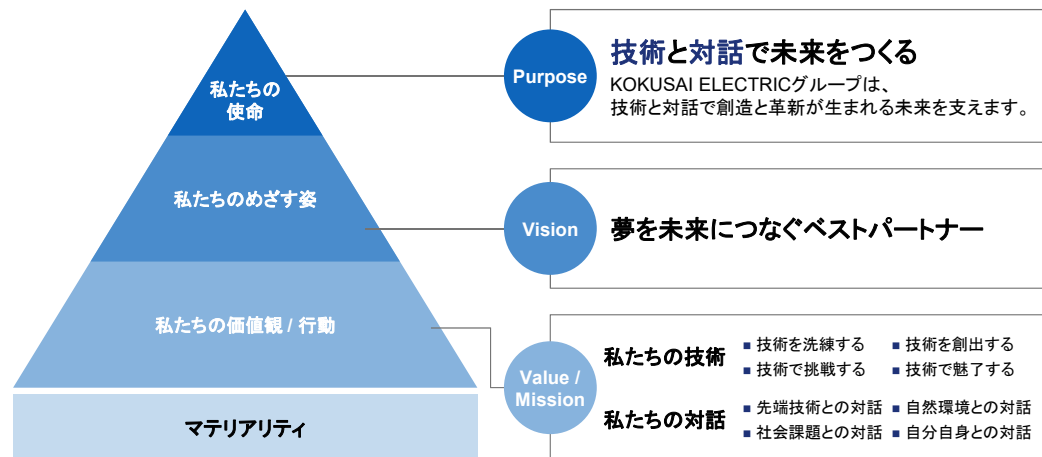 私たちの
使命
私たちのめざす姿
私たちの価値観 / 行動
マテリアリティ
Purpose
技術と対話で未来をつくる
KOKUSAI ELECTRICグループは、
技術と対話で創造と革新が生まれる未来を支えます。
Vision
夢を未来につなぐベストパートナー
Value /
Mission
私たちの技術
■ 技術を洗練する ■ 技術を創出する
■ 技術で挑戦する ■ 技術で魅了する
私たちの対話
■ 先端技術との対話 ■ 自然環境との対話
■ 社会課題との対話 ■ 自分自身との対話